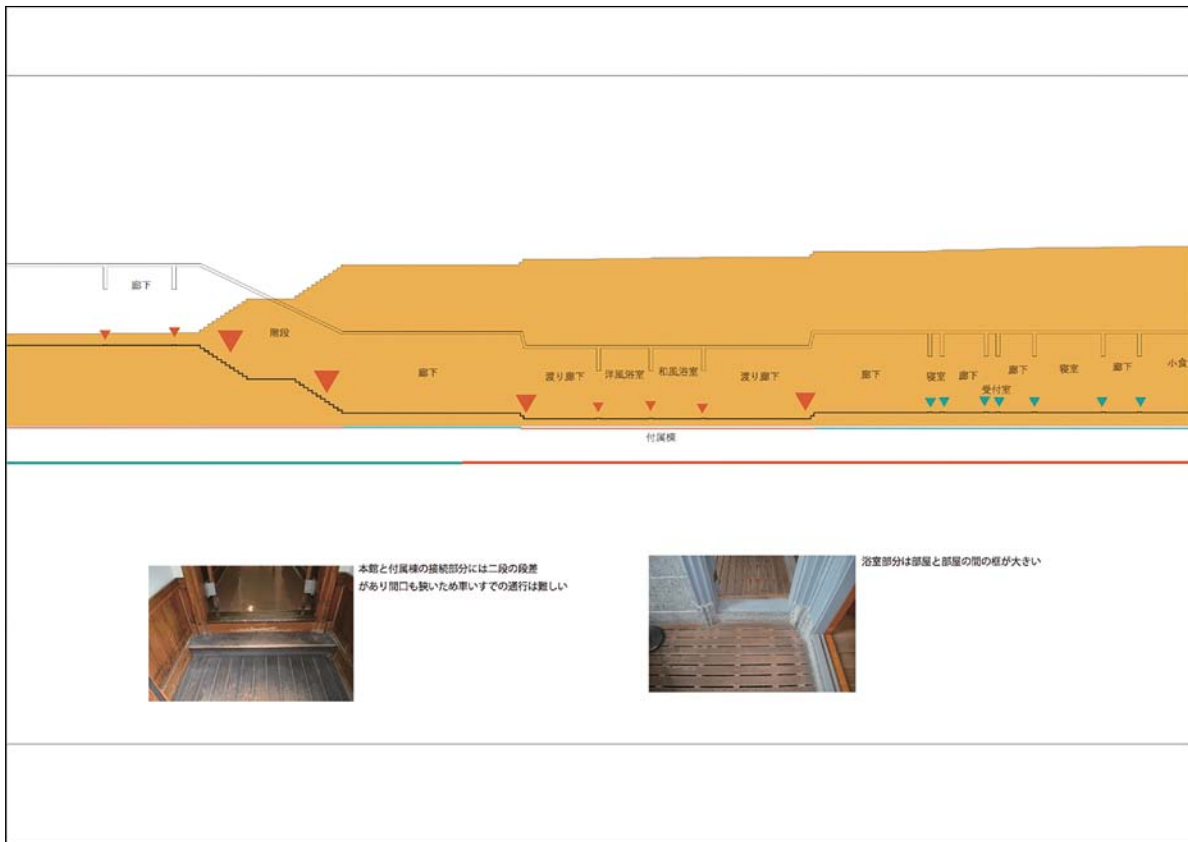 廊下
階段
廊下
渡り廊下
洋風浴室
和風浴室
渡り廊下
廊下
寝室
廊下
受付室
廊下
寝室
廊下
小食
付属棟
本館と付属棟の接続部分には二段の段差
があり間口も狭いため車いすでの通行は難しい
浴室部分は部屋と部屋の間の框が大きい